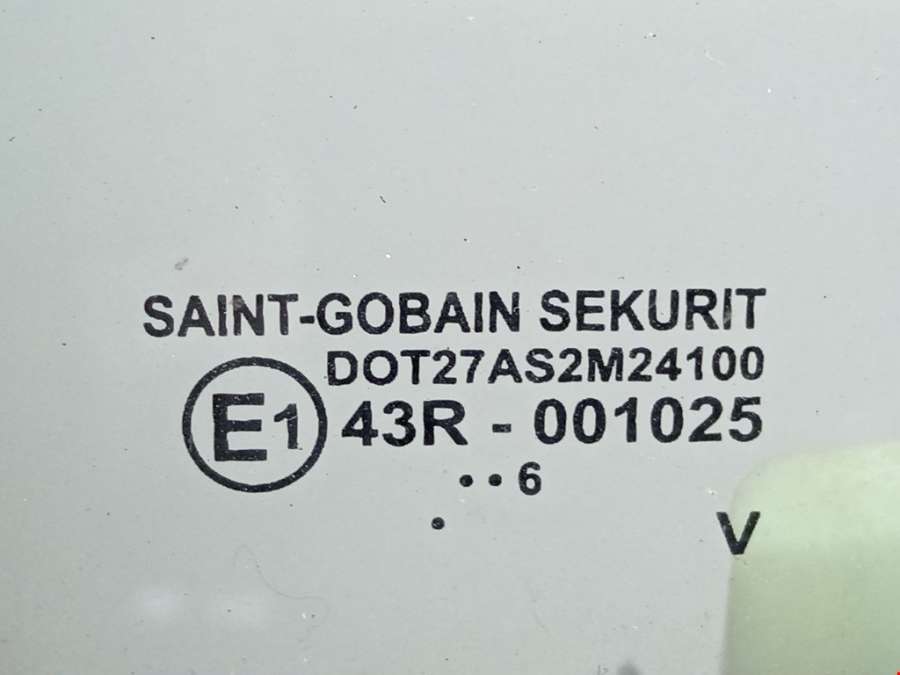 SAINT-GOBAIN SEKURIT
DOT27AS2M24100
E1 43R - 001025
··6
.
V